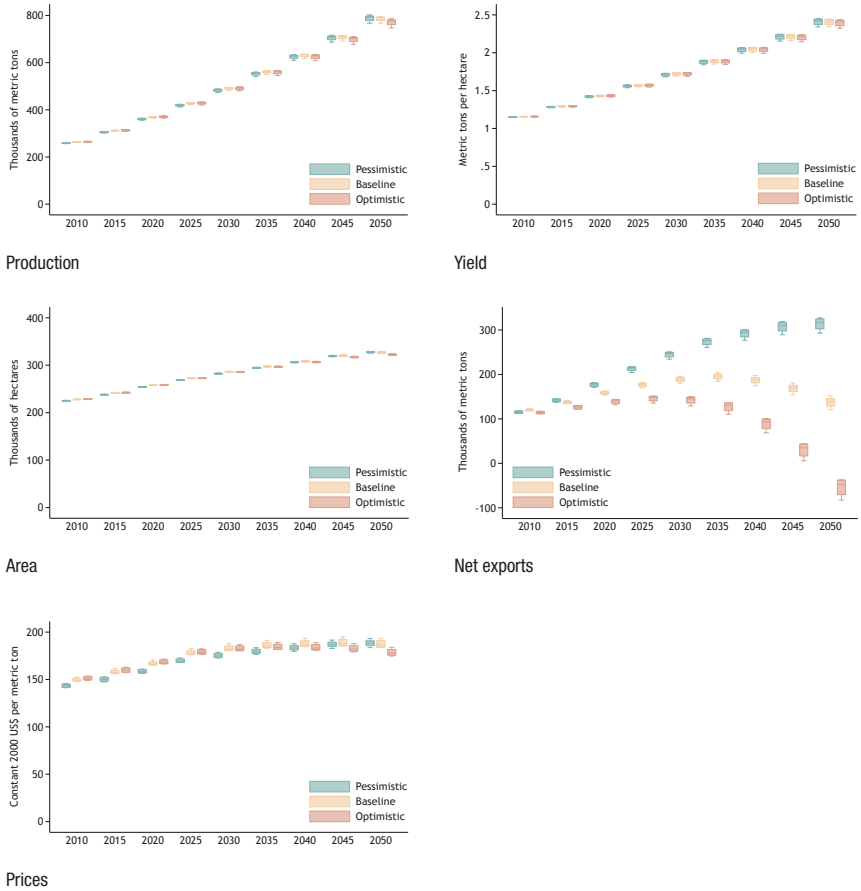 Thousands of metric tons
800
600
400
200
0
Pessimistic
Baseline
Optimistic
2010 2015 2020 2025 2030 2035 2040 2045 2050
Production
Metric tons per hectare
2.5
2
1.5
1
.5
0
Pessimistic
Baseline
Optimistic
2010 2015 2020 2025 2030 2035 2040 2045 2050
Yield
Thousands of hectares
400
300
200
100
0
Pessimistic
Baseline
Optimistic
2010 2015 2020 2025 2030 2035 2040 2045 2050
Area
Thousands of metric tons
300
200
100
0
-100
Pessimistic
Baseline
Optimistic
2010 2015 2020 2025 2030 2035 2040 2045 2050
Net exports
Constant 2000 US$ per metric ton
200
150
100
50
0
Pessimistic
Baseline
Optimistic
2010 2015 2020 2025 2030 2035 2040 2045 2050
Prices